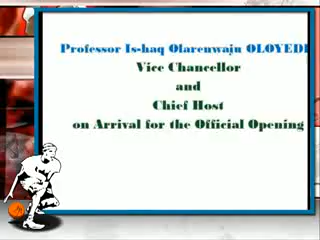 Professor Is-haq Olarenwaju OLOYEDE
Vice Chancellor
and
Chief Host
on Arrival for the Official Opening